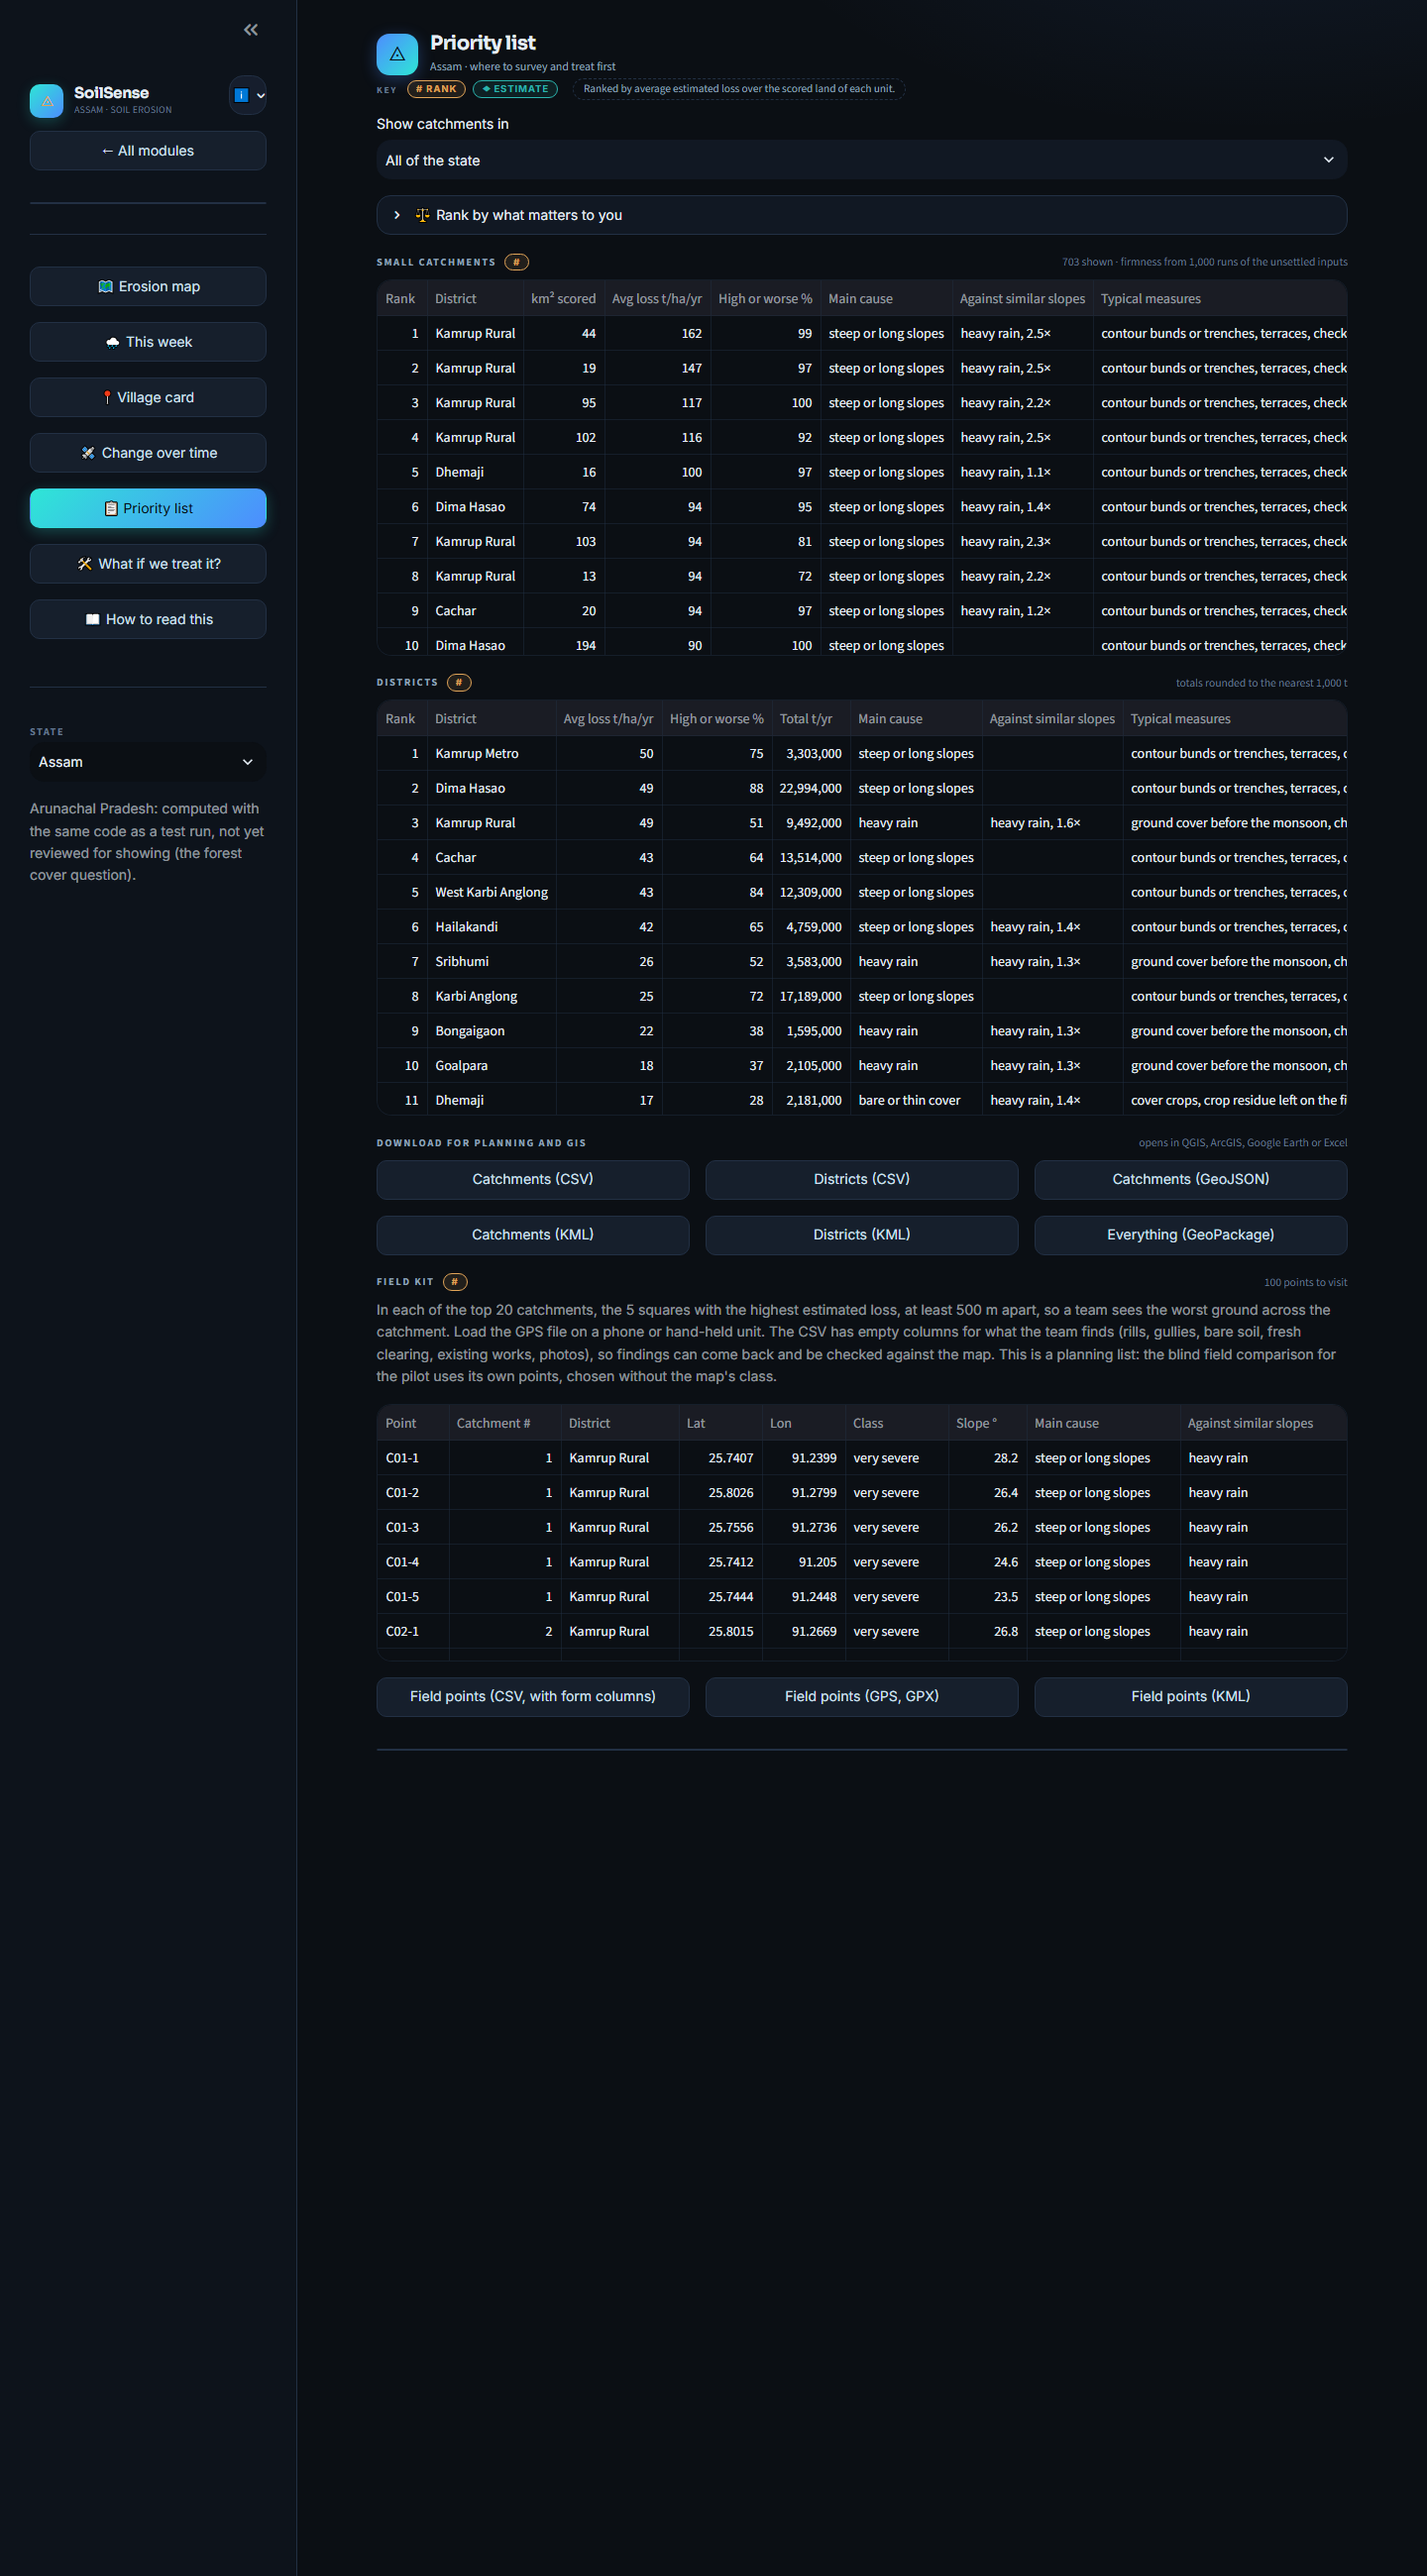 SoilSense
ASSAM · SOIL EROSION
← All modules
Erosion map
This week
Village card
Change over time
Priority list
What if we treat it?
How to read this
STATE
Assam
Arunachal Pradesh: computed with
the same code as a test run, not yet
reviewed for showing (the forest
cover question).
Priority list
Assam · where to survey and treat first
KEY # RANK ◆ ESTIMATE Ranked by average estimated loss over the scored land of each unit.
Show catchments in
All of the state
Rank by what matters to you
SMALL CATCHMENTS # 703 shown · firmness from 1,000 runs of the unsettled inputs
Rank District km² scored Avg loss t/ha/yr High or worse % Main cause Against similar slopes Typical measures
1 Kamrup Rural 44 162 99 steep or long slopes heavy rain, 2.5× contour bunds or trenches, terraces, check
2 Kamrup Rural 19 147 97 steep or long slopes heavy rain, 2.5× contour bunds or trenches, terraces, check
3 Kamrup Rural 95 117 100 steep or long slopes heavy rain, 2.2× contour bunds or trenches, terraces, check
4 Kamrup Rural 102 116 92 steep or long slopes heavy rain, 2.5× contour bunds or trenches, terraces, check
5 Dhemaji 16 100 97 steep or long slopes heavy rain, 1.1× contour bunds or trenches, terraces, check
6 Dima Hasao 74 94 95 steep or long slopes heavy rain, 1.4× contour bunds or trenches, terraces, check
7 Kamrup Rural 103 94 81 steep or long slopes heavy rain, 2.3× contour bunds or trenches, terraces, check
8 Kamrup Rural 13 94 72 steep or long slopes heavy rain, 2.2× contour bunds or trenches, terraces, check
9 Cachar 20 94 97 steep or long slopes heavy rain, 1.2× contour bunds or trenches, terraces, check
10 Dima Hasao 194 90 100 steep or long slopes contour bunds or trenches, terraces, check
DISTRICTS # totals rounded to the nearest 1,000 t
Rank District Avg loss t/ha/yr High or worse % Total t/yr Main cause Against similar slopes Typical measures
1 Kamrup Metro 50 75 3,303,000 steep or long slopes contour bunds or trenches, terraces, c
2 Dima Hasao 49 88 22,994,000 steep or long slopes contour bunds or trenches, terraces, c
3 Kamrup Rural 49 51 9,492,000 heavy rain heavy rain, 1.6× ground cover before the monsoon, ch
4 Cachar 43 64 13,514,000 steep or long slopes contour bunds or trenches, terraces, c
5 West Karbi Anglong 43 84 12,309,000 steep or long slopes contour bunds or trenches, terraces, c
6 Hailakandi 42 65 4,759,000 steep or long slopes heavy rain, 1.4× contour bunds or trenches, terraces, c
7 Sribhumi 26 52 3,583,000 heavy rain heavy rain, 1.3× ground cover before the monsoon, ch
8 Karbi Anglong 25 72 17,189,000 steep or long slopes contour bunds or trenches, terraces, c
9 Bongaigaon 22 38 1,595,000 heavy rain heavy rain, 1.3× ground cover before the monsoon, ch
10 Goalpara 18 37 2,105,000 heavy rain heavy rain, 1.3× ground cover before the monsoon, ch
11 Dhemaji 17 28 2,181,000 bare or thin cover heavy rain, 1.4× cover crops, crop residue left on the fi
DOWNLOAD FOR PLANNING AND GIS opens in QGIS, ArcGIS, Google Earth or Excel
Catchments (CSV) Districts (CSV) Catchments (GeoJSON)
Catchments (KML) Districts (KML) Everything (GeoPackage)
FIELD KIT # 100 points to visit
In each of the top 20 catchments, the 5 squares with the highest estimated loss, at least 500 m apart, so a team sees the worst ground across the
catchment. Load the GPS file on a phone or hand-held unit. The CSV has empty columns for what the team finds (rills, gullies, bare soil, fresh
clearing, existing works, photos), so findings can come back and be checked against the map. This is a planning list: the blind field comparison for
the pilot uses its own points, chosen without the map's class.
Point Catchment # District Lat Lon Class Slope ° Main cause Against similar slopes
C01-1 1 Kamrup Rural 25.7407 91.2399 very severe 28.2 steep or long slopes heavy rain
C01-2 1 Kamrup Rural 25.8026 91.2799 very severe 26.4 steep or long slopes heavy rain
C01-3 1 Kamrup Rural 25.7556 91.2736 very severe 26.2 steep or long slopes heavy rain
C01-4 1 Kamrup Rural 25.7412 91.205 very severe 24.6 steep or long slopes heavy rain
C01-5 1 Kamrup Rural 25.7444 91.2448 very severe 23.5 steep or long slopes heavy rain
C02-1 2 Kamrup Rural 25.8015 91.2669 very severe 26.8 steep or long slopes heavy rain
Field points (CSV, with form columns) Field points (GPS, GPX) Field points (KML)